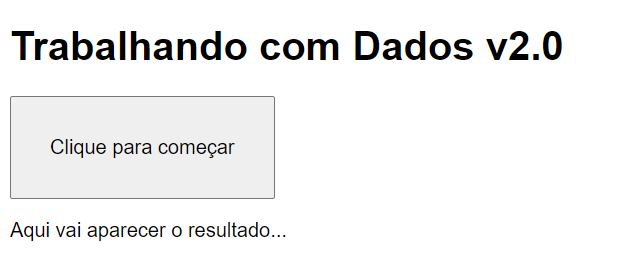 Trabalhando com Dados v2.0
Clique para começar
Aqui vai aparecer o resultado...